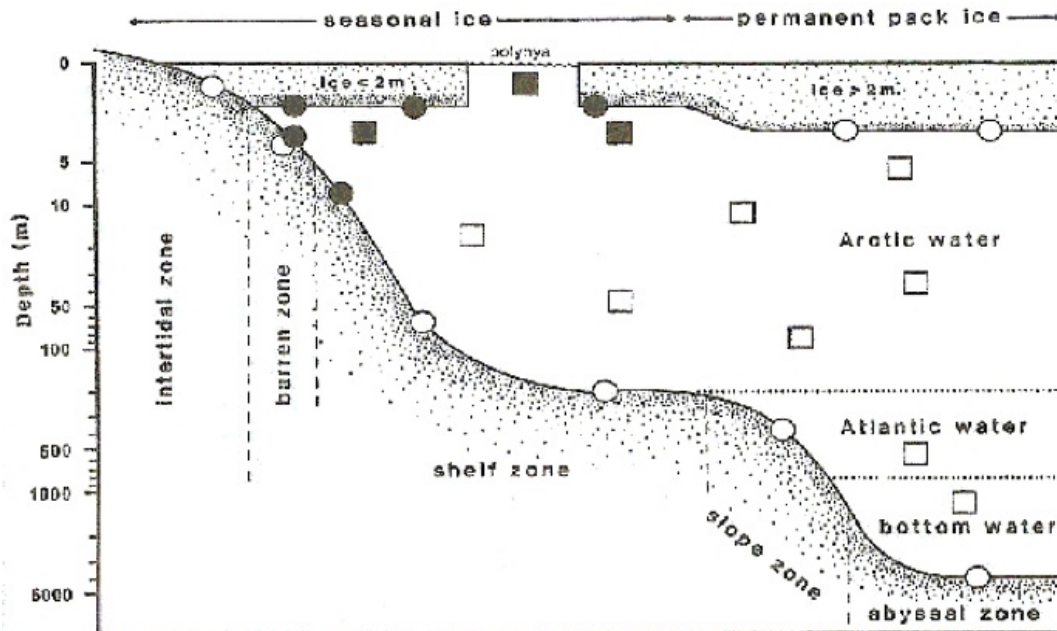 seasonal ice
permanent pack ice
polynya
Ice < 2m
Ice > 2m
0
5
10
50
100
500
1000
5000
Depth (m)
intertidal zone
barren zone
shelf zone
slope zone
abyssal zone
Arctic water
Atlantic water
bottom water